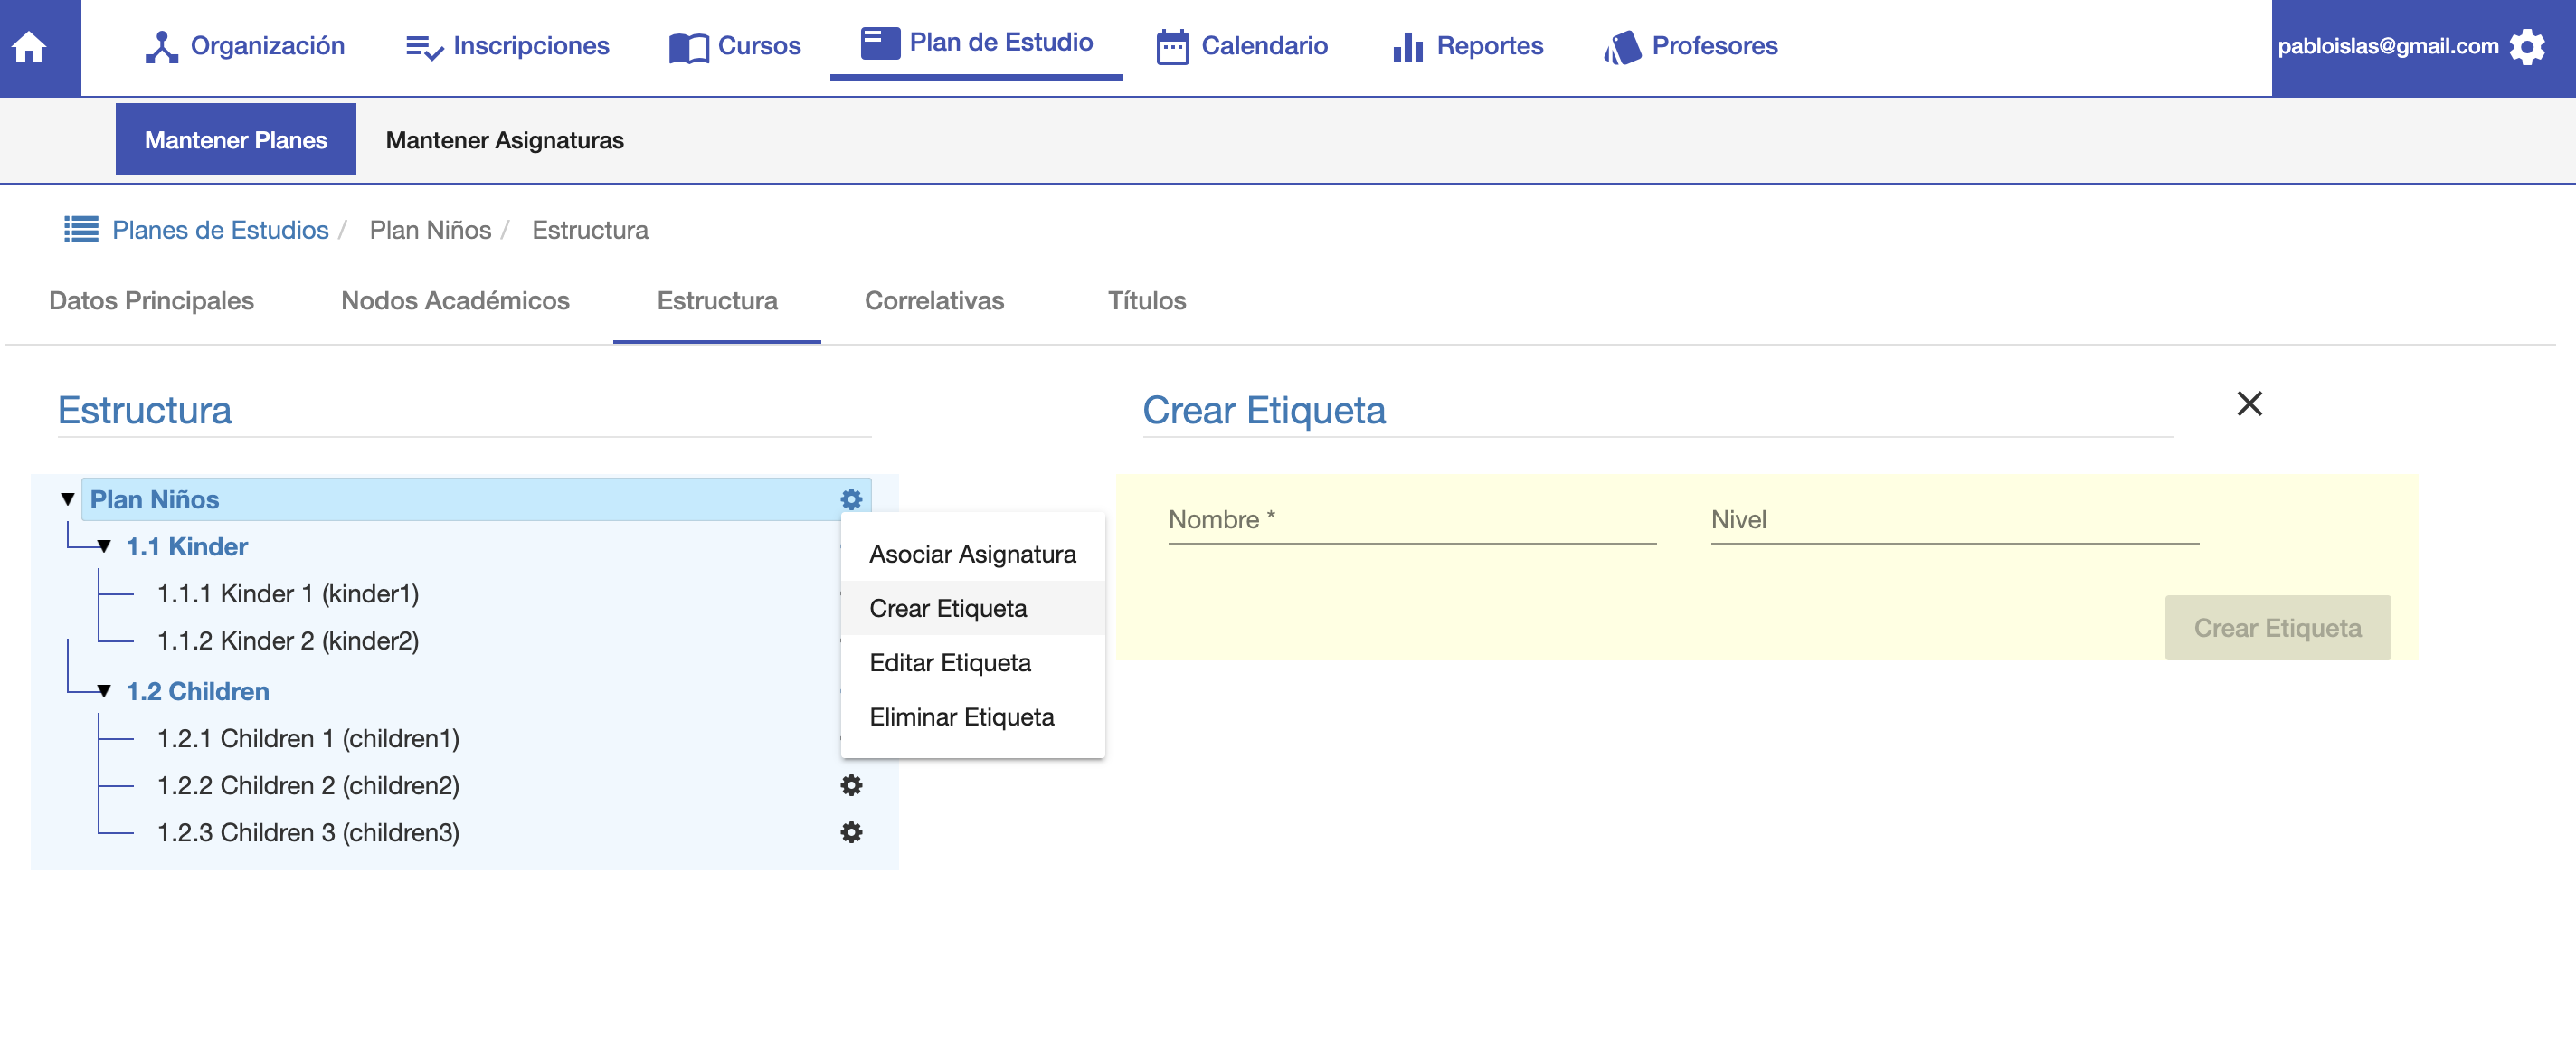 Organización Inscripciones Cursos Plan de Estudio Calendario Reportes Profesores pabloislas@gmail.com
Mantener Planes Mantener Asignaturas
Planes de Estudios / Plan Niños / Estructura
Datos Principales Nodos Académicos Estructura Correlativas Títulos
Estructura
Plan Niños
1.1 Kinder
1.1.1 Kinder 1 (kinder1)
1.1.2 Kinder 2 (kinder2)
1.2 Children
1.2.1 Children 1 (children1)
1.2.2 Children 2 (children2)
1.2.3 Children 3 (children3)
Asociar Asignatura
Crear Etiqueta
Editar Etiqueta
Eliminar Etiqueta
Crear Etiqueta
Nombre * Nivel
Crear Etiqueta